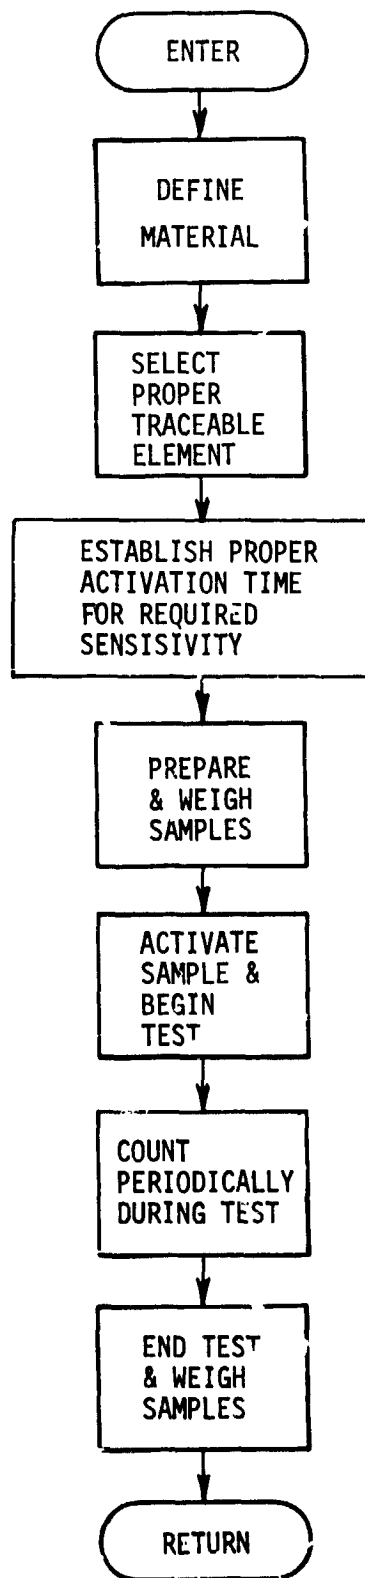 ENTER
DEFINE
MATERIAL
SELECT
PROPER
TRACEABLE
ELEMENT
ESTABLISH PROPER
ACTIVATION TIME
FOR REQUIRED
SENSISIVITY
PREPARE
& WEIGH
SAMPLES
ACTIVATE
SAMPLE &
BEGIN
TEST
COUNT
PERIODICALLY
DURING TEST
END TEST
& WEIGH
SAMPLES
RETURN